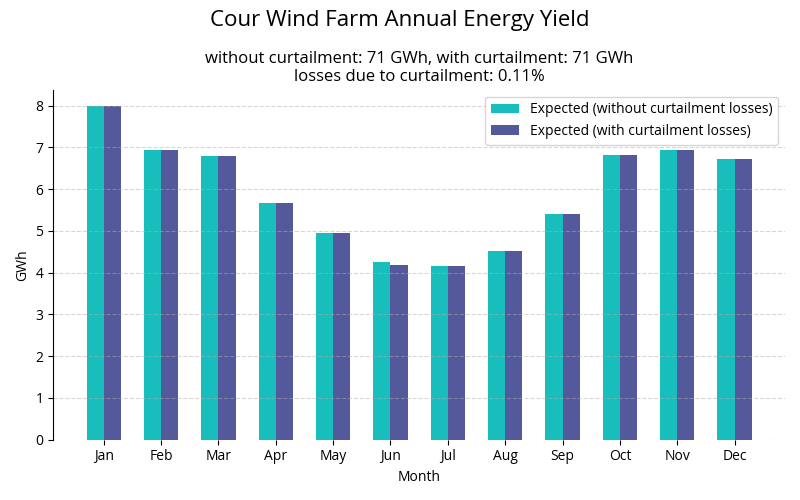 Cour Wind Farm Annual Energy Yield
without curtailment: 71 GWh, with curtailment: 71 GWh
losses due to curtailment: 0.11%
Expected (without curtailment losses)
Expected (with curtailment losses)
GWh
8
7
6
5
4
3
2
1
0
Jan Feb Mar Apr May Jun Jul Aug Sep Oct Nov Dec
Month